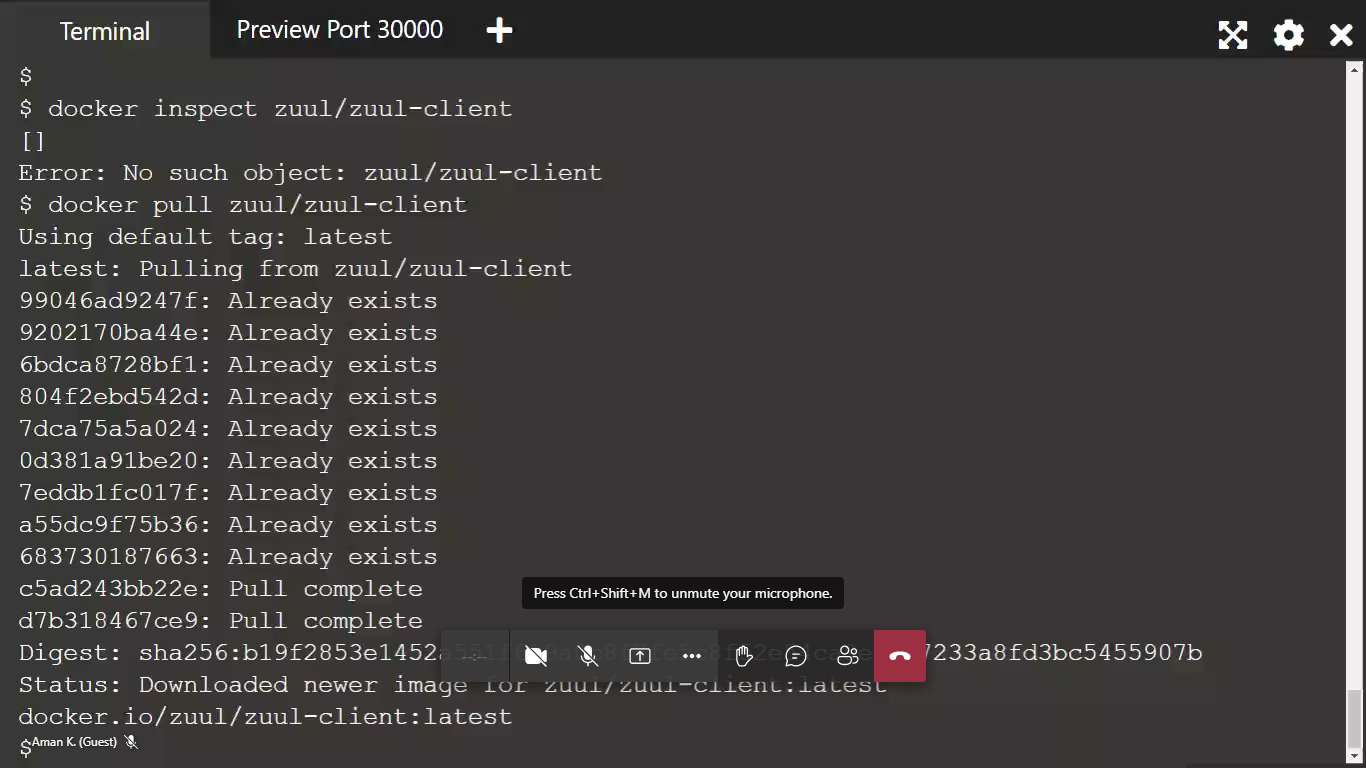 Terminal
Preview Port 30000
$
$ docker inspect zuul/zuul-client
[]
Error: No such object: zuul/zuul-client
$ docker pull zuul/zuul-client
Using default tag: latest
latest: Pulling from zuul/zuul-client
99046ad9247f: Already exists
9202170ba44e: Already exists
6bdca8728bf1: Already exists
804f2ebd542d: Already exists
7dca75a5a024: Already exists
0d381a91be20: Already exists
7eddb1fc017f: Already exists
a55dc9f75b36: Already exists
683730187663: Already exists
c5ad243bb22e: Pull complete
Press Ctrl+Shift+M to unmute your microphone.
d7b318467ce9: Pull complete
Digest: sha256:b19f2853e1452a 7233a8fd3bc5455907b
Status: Downloaded newer image for zuul/zuul-client:latest
docker.io/zuul/zuul-client:latest
$
Aman K. (Guest)